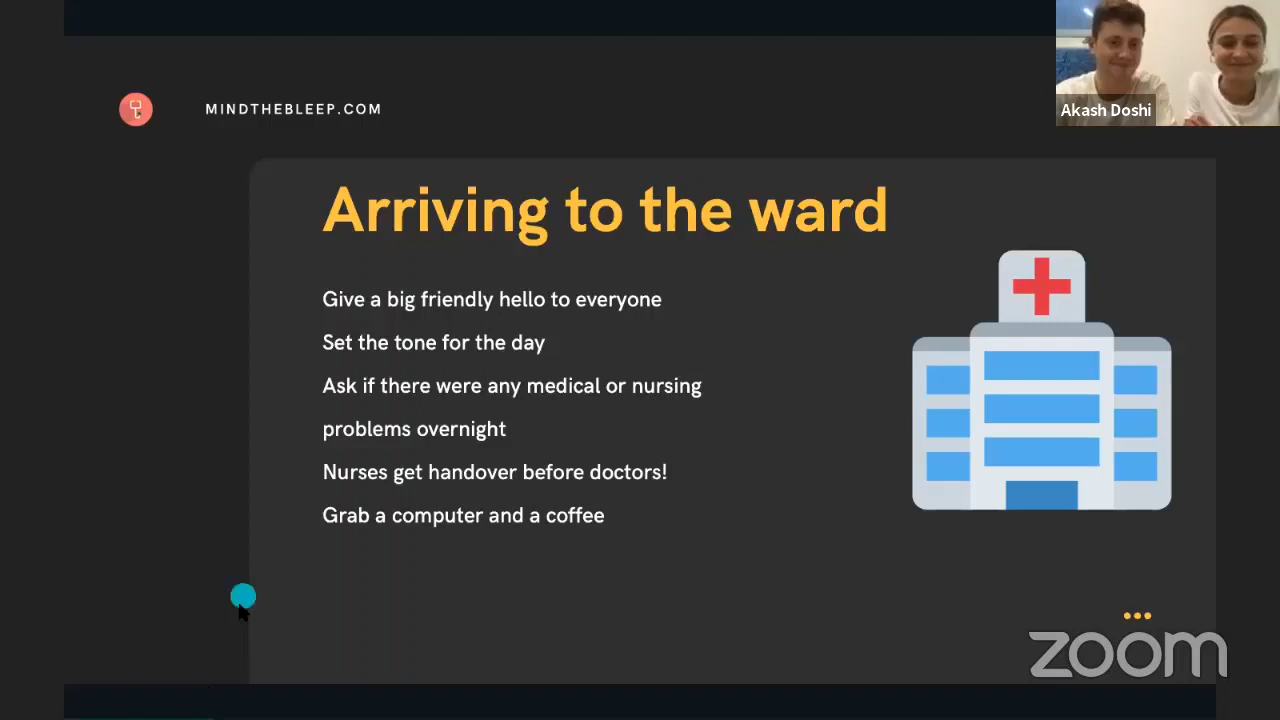 MINDTHEBLEEP.COM
Akash Doshi
Arriving to the ward
Give a big friendly hello to everyone
Set the tone for the day
Ask if there were any medical or nursing
problems overnight
Nurses get handover before doctors!
Grab a computer and a coffee
zoom